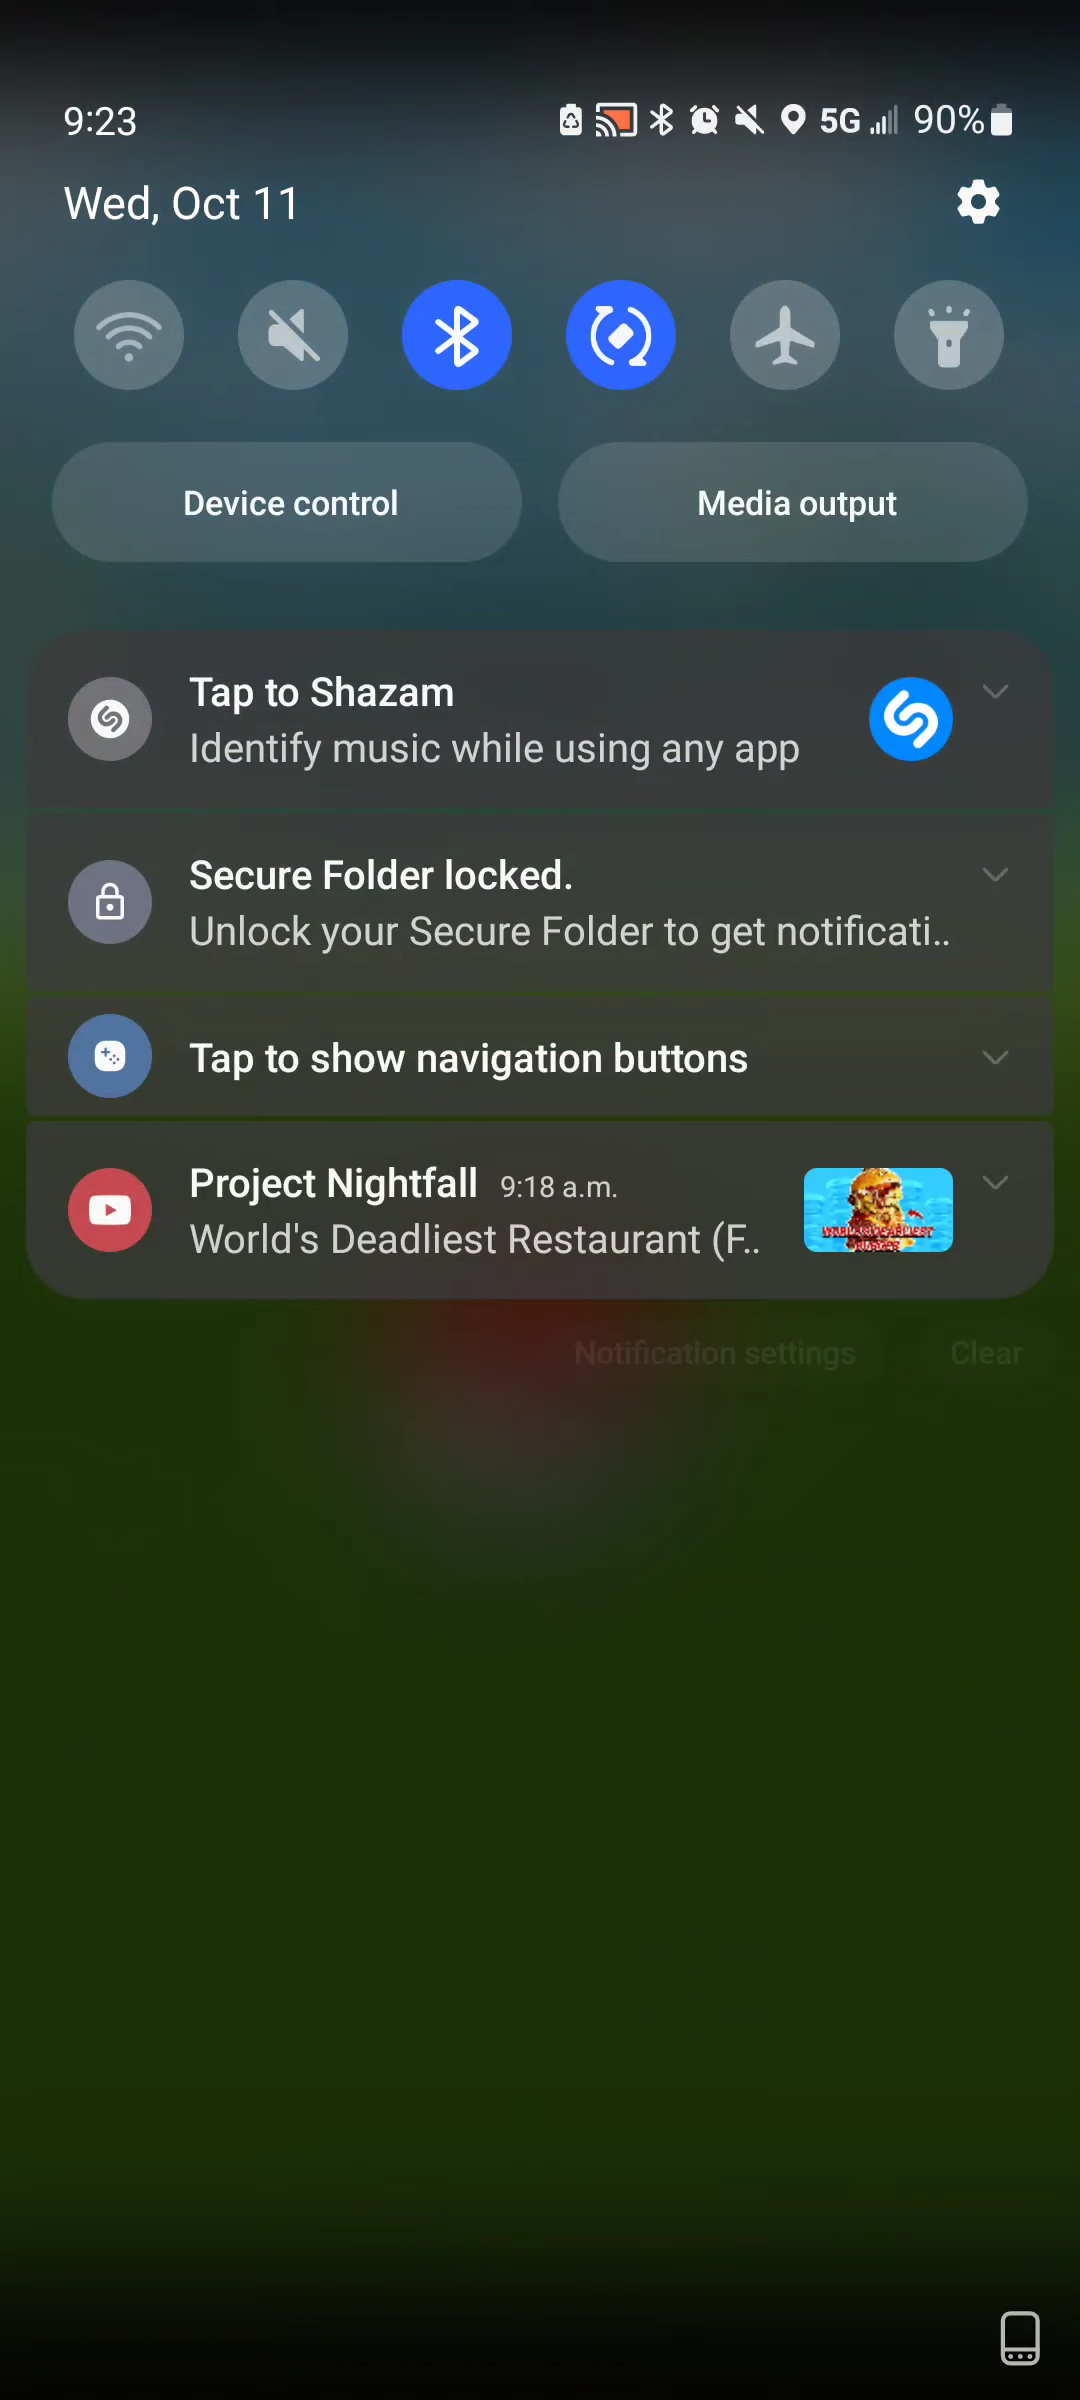 9:23
5G 90%
Wed, Oct 11
Device control
Media output
Tap to Shazam
Identify music while using any app
Secure Folder locked.
Unlock your Secure Folder to get notificati..
Tap to show navigation buttons
Project Nightfall 9:18 a.m.
World's Deadliest Restaurant (F..
Notification settings
Clear